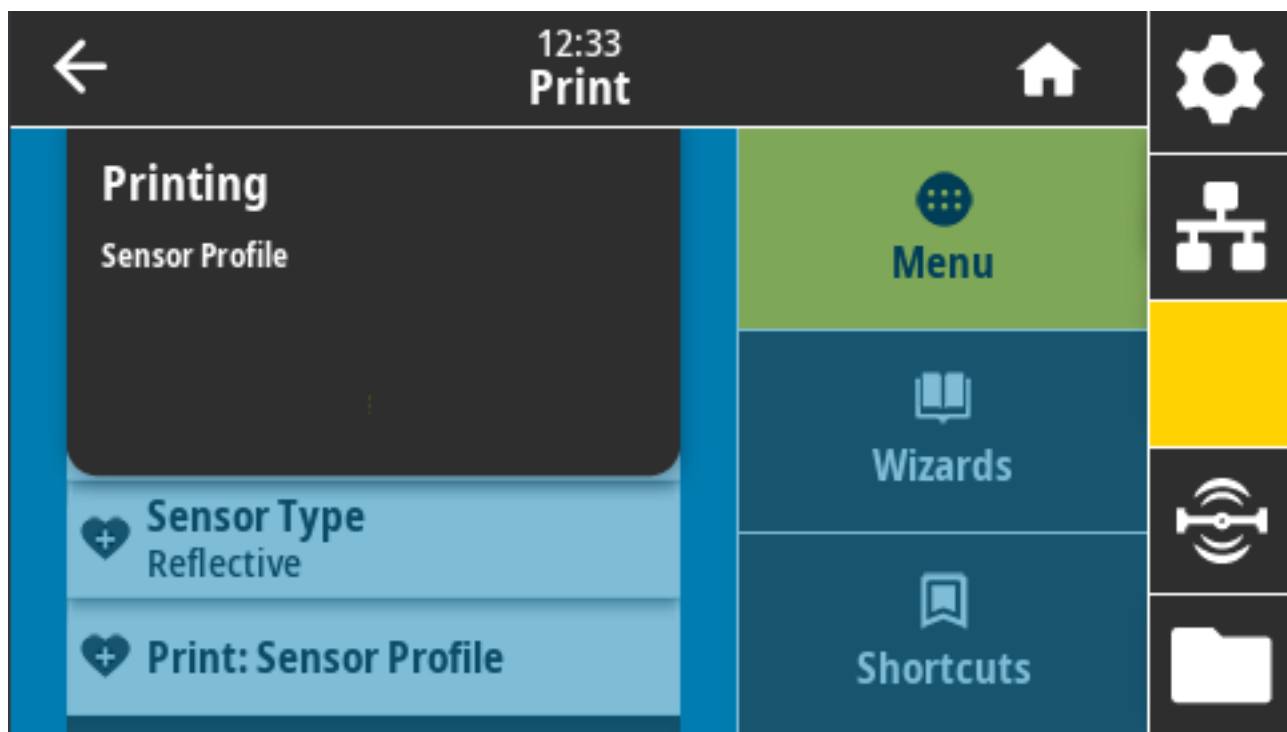 12:33
Print
Printing
Sensor Profile
Sensor Type
Reflective
Print: Sensor Profile
Menu
Wizards
Shortcuts